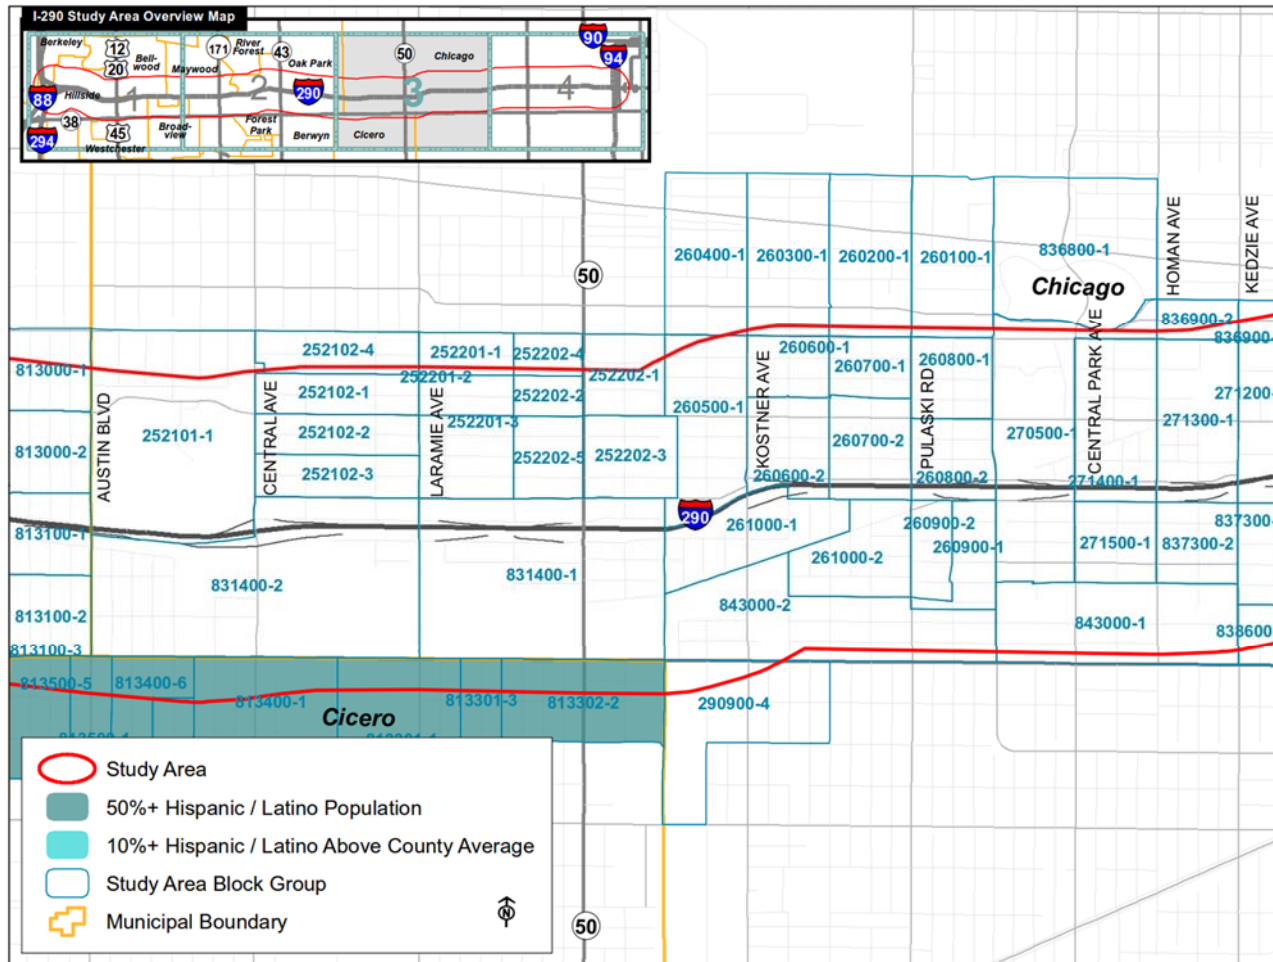 I-290 Study Area Overview Map
Berkeley
12
20
Bell-
wood
Maywood
171
River
Forest
43
Oak Park
50
Chicago
90
94
88
Hillside
1
2
290
3
4
38
294
45
Westchester
Broad-
view
Forest
Park
Berwyn
Cicero
50
260400-1
260300-1
260200-1
260100-1
836800-1
Chicago
HOMAN AVE
KEDZIE AVE
836900-2
836900-
813000-1
252102-4
252201-1
252202-4
252201-2
252202-1
260600-1
260700-1
260800-1
AUSTIN BLVD
CENTRAL AVE
LARAMIE AVE
KOSTNER AVE
PULASKI RD
CENTRAL PARK AVE
252102-1
252202-2
260500-1
271200-
271300-1
252101-1
252102-2
252201-3
260700-2
270500-1
813000-2
252102-3
252202-5
252202-3
260600-2
260800-2
271400-1
290
813100-1
261000-1
260900-2
837300-
260900-1
271500-1
837300-2
261000-2
831400-2
831400-1
843000-2
813100-2
843000-1
838600
813100-3
813500-5
813400-6
813400-1
813301-3
813302-2
290900-4
Cicero
Study Area
50%+ Hispanic / Latino Population
10%+ Hispanic / Latino Above County Average
Study Area Block Group
Municipal Boundary
N
50